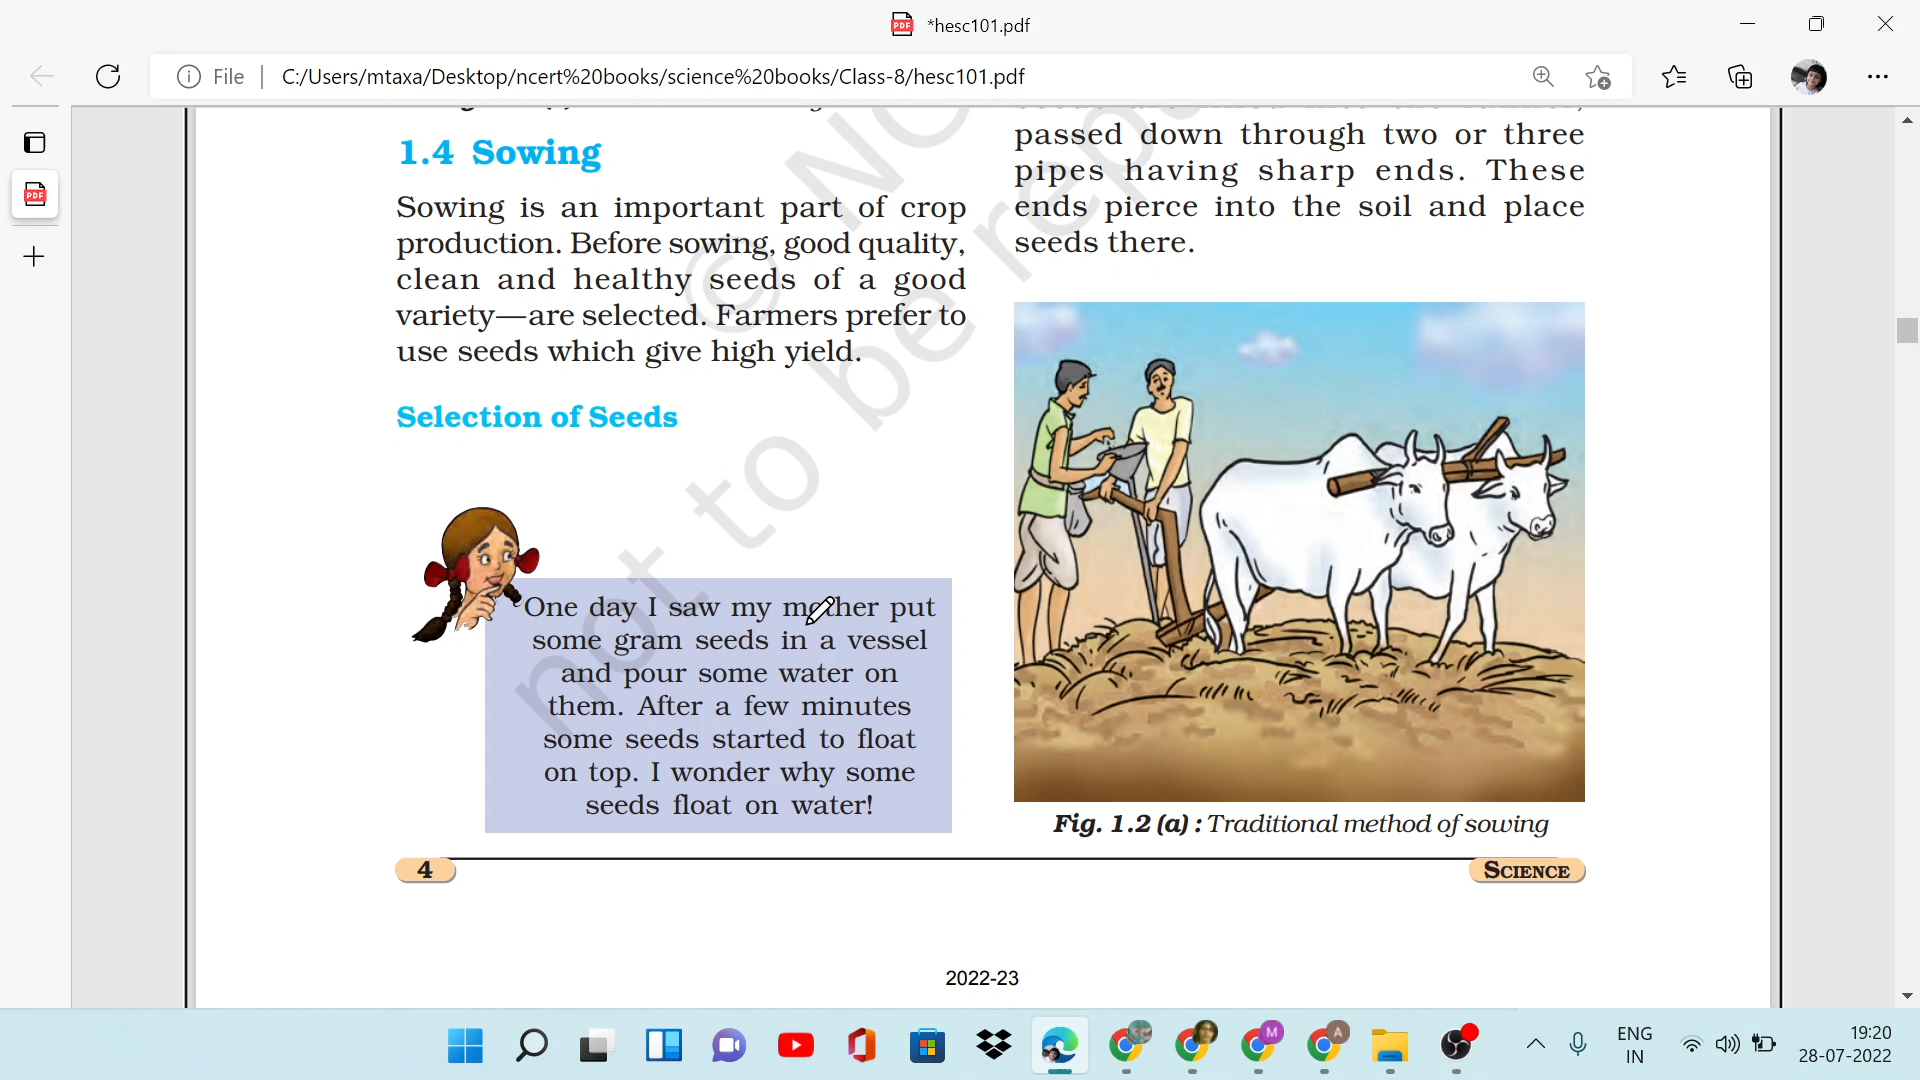 *hesc101.pdf
File
C:/Users/mtaxa/Desktop/ncert%20books/science%20books/Class-8/hesc101.pdf
1.4 Sowing
Sowing is an important part of crop
production. Before sowing, good quality,
clean and healthy seeds of a good
variety—are selected. Farmers prefer to
use seeds which give high yield.
Selection of Seeds
One day I saw my mother put
some gram seeds in a vessel
and pour some water on
them. After a few minutes
some seeds started to float
on top. I wonder why some
seeds float on water!
passed down through two or three
pipes having sharp ends. These
ends pierce into the soil and place
seeds there.
Fig. 1.2 (a) : Traditional method of sowing
4
SCIENCE
2022-23
not to be
©
M
A
ENG
IN
19:20
28-07-2022